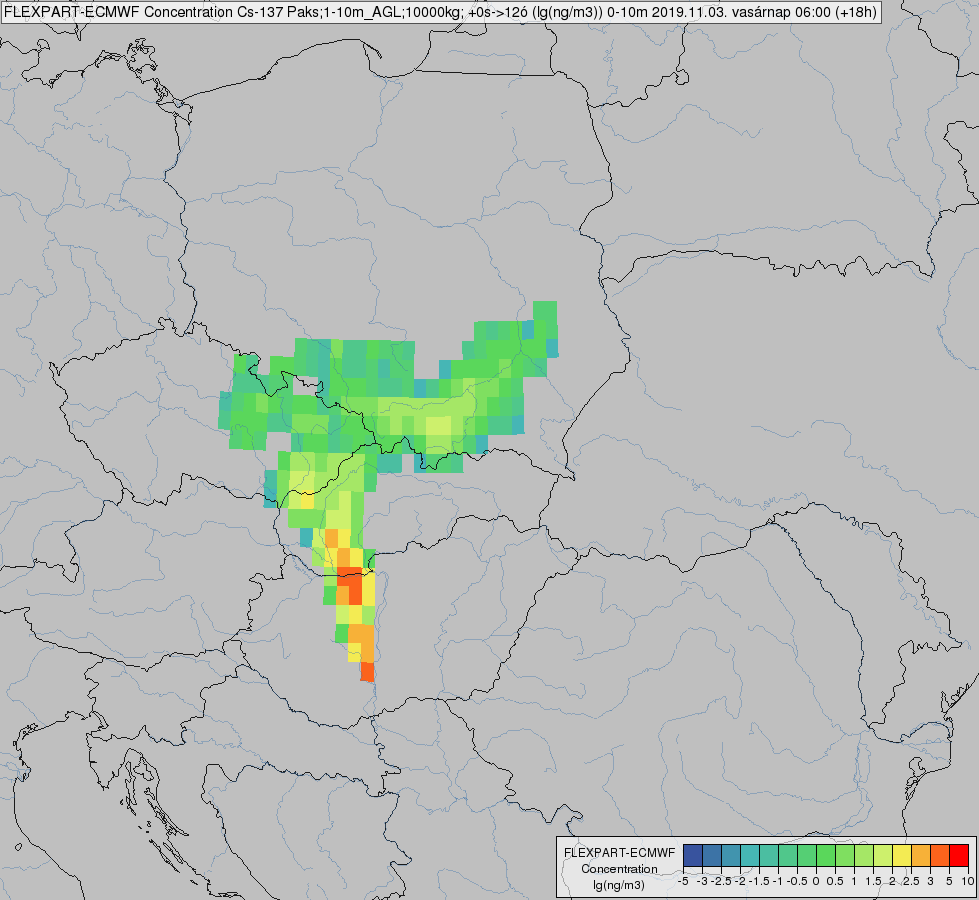 FLEXPART-ECMWF Concentration Cs-137 Paks;1-10m_AGL;10000kg; +0s->12ó (lg(ng/m3)) 0-10m 2019.11.03. vasárnap 06:00 (+18h)
FLEXPART-ECMWF
Concentration
lg(ng/m3)
-5 -3 -2.5 -2 -1.5 -1 -0.5 0 0.5 1 1.5 2 2.5 3 5 10